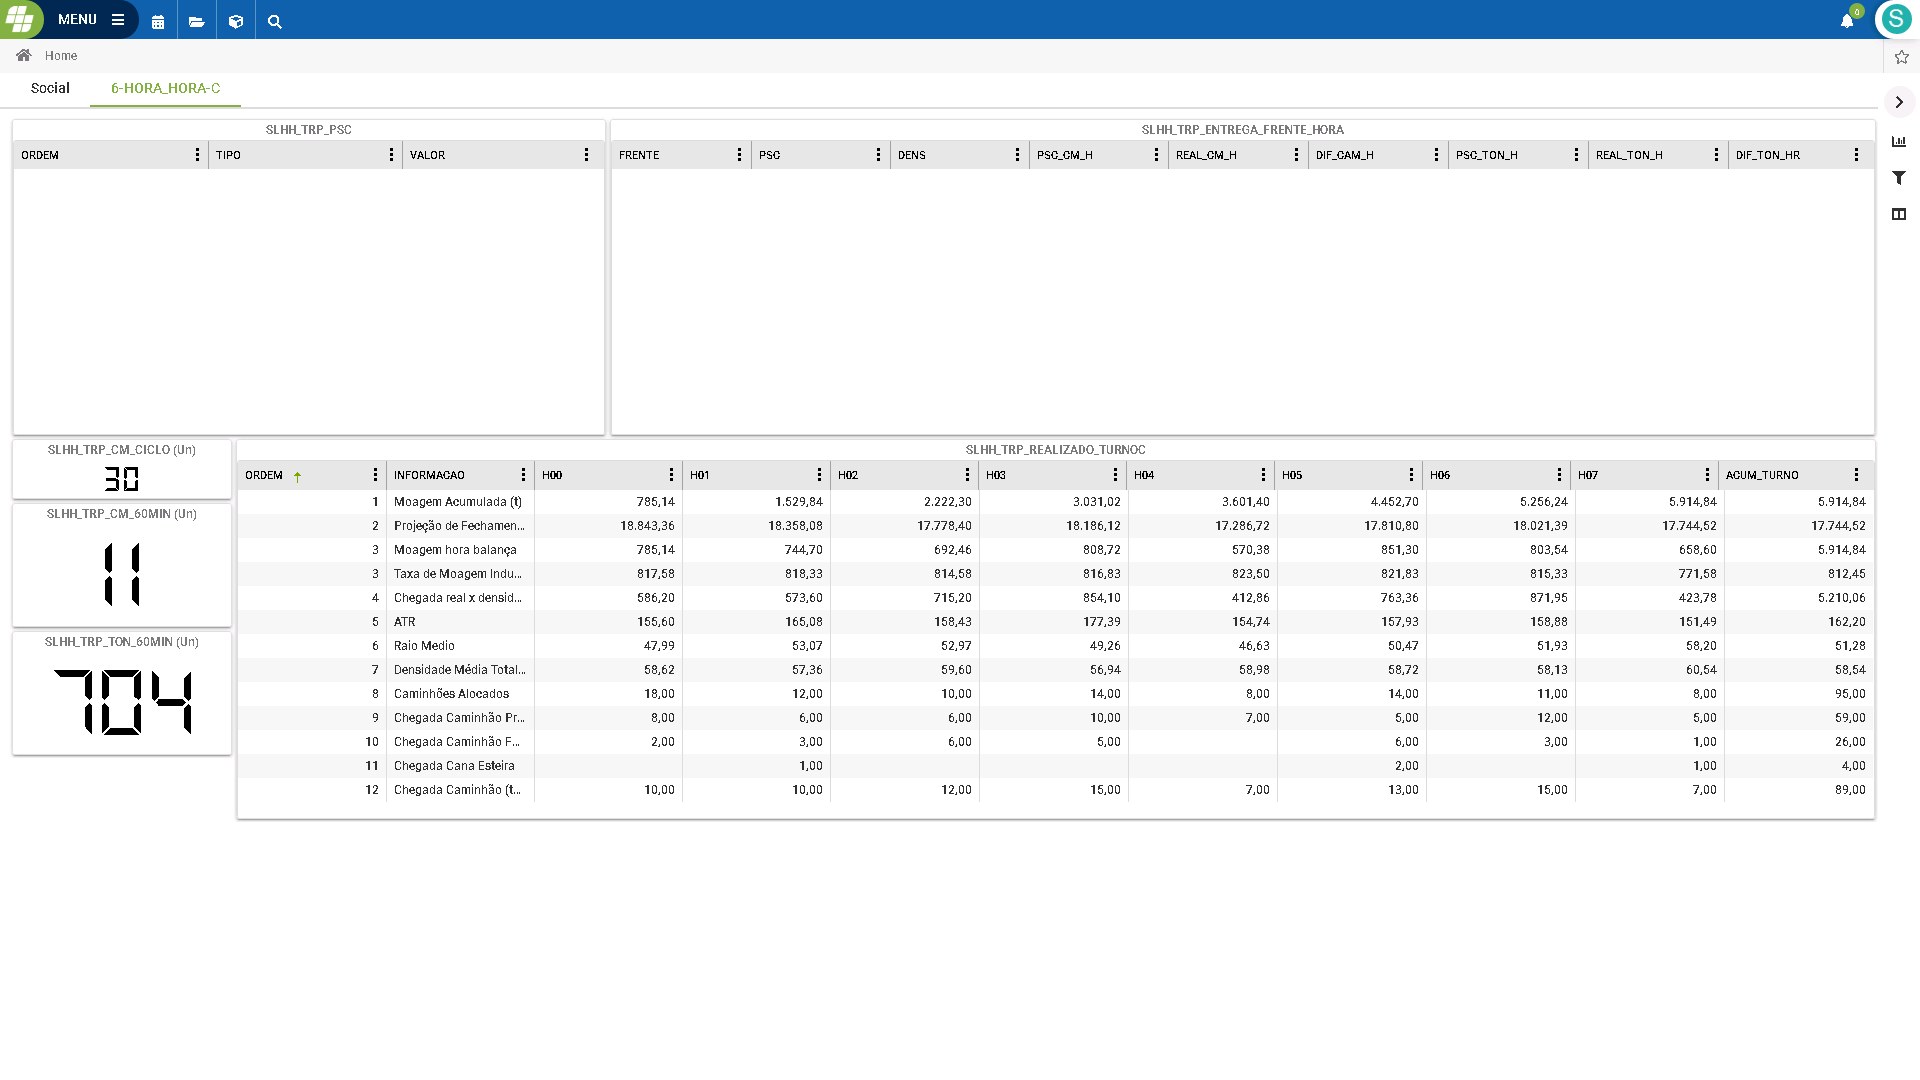 MENU
0
S
Home
Social 6-HORA_HORA-C
SLHH_TRP_PSC
ORDEM TIPO VALOR
SLHH_TRP_ENTREGA_FRENTE_HORA
FRENTE PSC DENS PSC_CM_H REAL_CM_H DIF_CAM_H PSC_TON_H REAL_TON_H DIF_TON_HR
SLHH_TRP_CM_CICLO (Un)
30
SLHH_TRP_CM_60MIN (Un)
11
SLHH_TRP_TON_60MIN (Un)
704
SLHH_TRP_REALIZADO_TURNOC
ORDEM INFORMACAO H00 H01 H02 H03 H04 H05 H06 H07 ACUM_TURNO
1 Moagem Acumulada (t) 785,14 1.529,84 2.222,30 3.031,02 3.601,40 4.452,70 5.256,24 5.914,84 5.914,84
2 Projeção de Fechamen... 18.843,36 18.358,08 17.778,40 18.186,12 17.286,72 17.810,80 18.021,39 17.744,52 17.744,52
3 Moagem hora balança 785,14 744,70 692,46 808,72 570,38 851,30 803,54 658,60 5.914,84
3 Taxa de Moagem Indu... 817,58 818,33 814,58 816,83 823,50 821,83 815,33 771,58 812,45
4 Chegada real x densid... 586,20 573,60 715,20 854,10 412,86 763,36 871,95 423,78 5.210,06
5 ATR 155,60 165,08 158,43 177,39 154,74 157,93 158,88 151,49 162,20
6 Raio Medio 47,99 53,07 52,97 49,26 46,63 50,47 51,93 58,20 51,28
7 Densidade Média Total... 58,62 57,36 59,60 56,94 58,98 58,72 58,13 60,54 58,54
8 Caminhões Alocados 18,00 12,00 10,00 14,00 8,00 14,00 11,00 8,00 95,00
9 Chegada Caminhão Pr... 8,00 6,00 6,00 10,00 7,00 5,00 12,00 5,00 59,00
10 Chegada Caminhão F... 2,00 3,00 6,00 5,00 6,00 3,00 1,00 26,00
11 Chegada Cana Esteira 1,00 2,00 1,00 4,00
12 Chegada Caminhão (t... 10,00 10,00 12,00 15,00 7,00 13,00 15,00 7,00 89,00